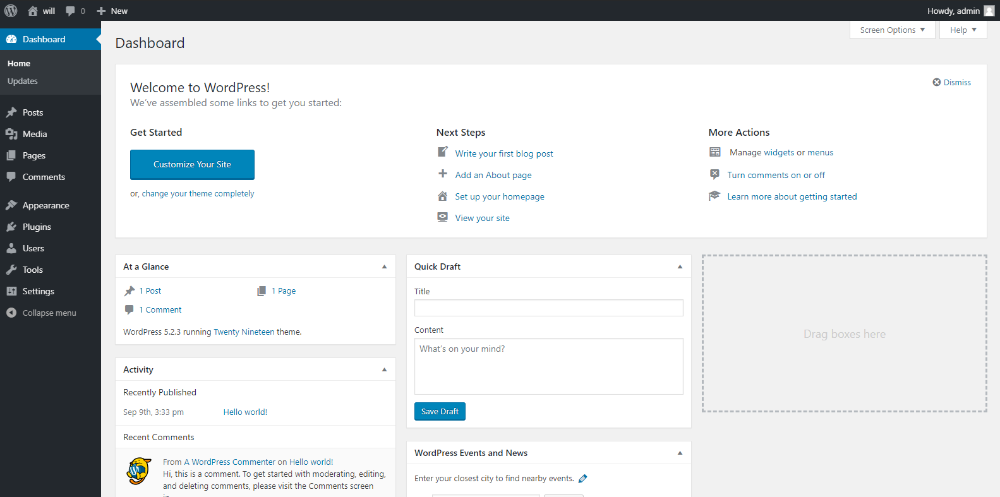 will
0
New
Howdy, admin
Dashboard
Home
Updates
Posts
Media
Pages
Comments
Appearance
Plugins
Users
Tools
Settings
Collapse menu
Screen Options
Help
Dashboard
Welcome to WordPress!
We've assembled some links to get you started:
Dismiss
Get Started
Customize Your Site
or, change your theme completely
Next Steps
Write your first blog post
Add an About page
Set up your homepage
View your site
More Actions
Manage widgets or menus
Turn comments on or off
Learn more about getting started
At a Glance
1 Post
1 Page
1 Comment
WordPress 5.2.3 running Twenty Nineteen theme.
Activity
Recently Published
Sep 9th, 3:33 pm
Hello world!
Recent Comments
From A WordPress Commenter on Hello world!
Hi, this is a comment. To get started with moderating, editing,
and deleting comments, please visit the Comments screen
Quick Draft
Title
Content
What's on your mind?
Save Draft
WordPress Events and News
Enter your closest city to find nearby events.
Drag boxes here